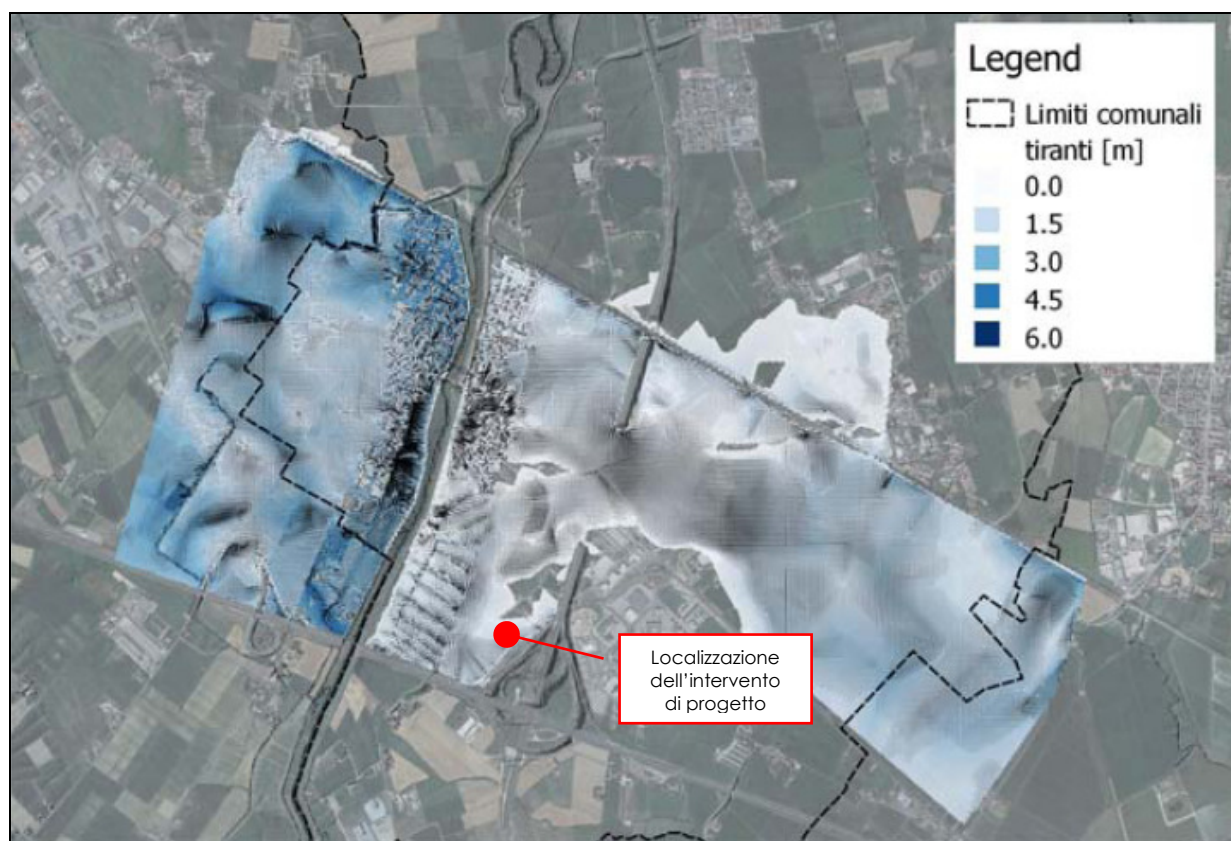 Legend
Limiti comunali
tiranti [m]
0.0
1.5
3.0
4.5
6.0
Localizzazione
dell'intervento
di progetto